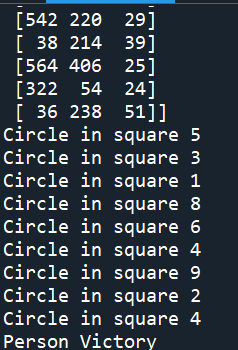 [542 220  29]
 [ 38 214  39]
 [564 406  25]
 [322  54  24]
 [ 36 238  51]]
Circle in square 5
Circle in square 3
Circle in square 1
Circle in square 8
Circle in square 6
Circle in square 4
Circle in square 9
Circle in square 2
Circle in square 4
Person Victory